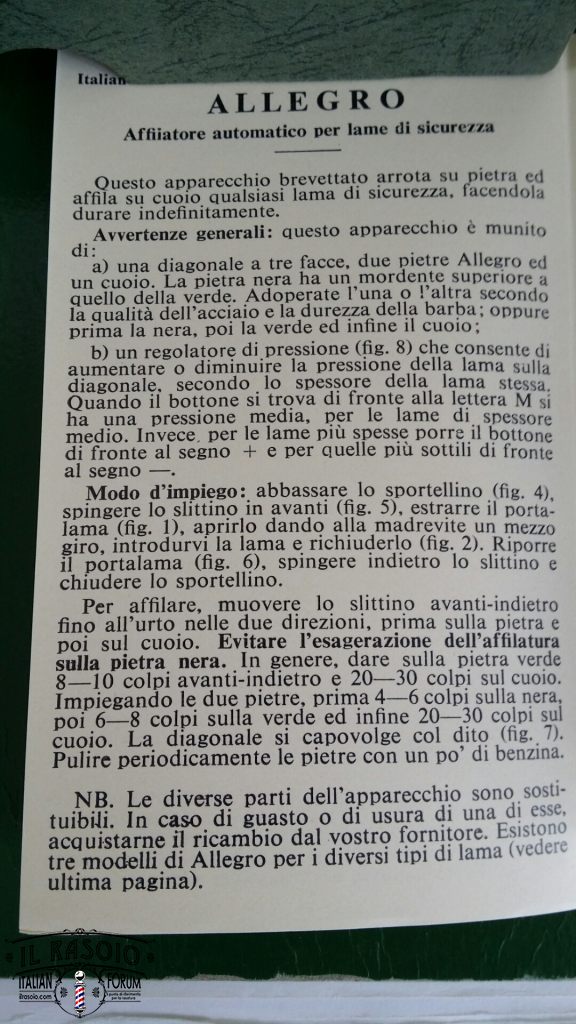 Italian
ALLEGRO
Affilatore automatico per lame di sicurezza
Questo apparecchio brevettato arrota su pietra ed
affila su cuoio qualsiasi lama di sicurezza, facendola
durare indefinitamente.
Avvertenze generali: questo apparecchio è munito
di:
a) una diagonale a tre facce, due pietre Allegro ed
un cuoio. La pietra nera ha un mordente superiore a
quello della verde. Adoperate l'una o l'altra secondo
la qualità dell'acciaio e la durezza della barba; oppure
prima la nera, poi la verde ed infine il cuoio;
b) un regolatore di pressione (fig. 8) che consente di
aumentare o diminuire la pressione della lama sulla
diagonale, secondo lo spessore della lama stessa.
Quando il bottone si trova di fronte alla lettera M si
ha una pressione media, per le lame di spessore
medio. Invece, per le lame più spesse porre il bottone
di fronte al segno + e per quelle più sottili di fronte
al segno —.
Modo d'impiego: abbassare lo sportellino (fig. 4),
spingere lo slittino in avanti (fig. 5), estrarre il porta-
lama (fig. 1), aprirlo dando alla madrevite un mezzo
giro, introdurvi la lama e richiuderlo (fig. 2). Riporre
il portalama (fig. 6), spingere indietro lo slittino e
chiudere lo sportellino.
Per affilare, muovere lo slittino avanti-indietro
fino all'urto nelle due direzioni, prima sulla pietra e
poi sul cuoio. Evitare l'esagerazione dell'affilatura
sulla pietra nera. In genere, dare sulla pietra verde
8—10 colpi avanti-indietro e 20—30 colpi sul cuoio.
Impiegando le due pietre, prima 4—6 colpi sulla nera,
poi 6—8 colpi sulla verde ed infine 20—30 colpi sul
cuoio. La diagonale si capovolge col dito (fig. 7).
Pulire periodicamente le pietre con un po' di benzina.
NB. Le diverse parti dell'apparecchio sono sosti-
tuibili. In caso di guasto o di usura di una di esse,
acquistarne il ricambio dal vostro fornitore. Esistono
tre modelli di Allegro per i diversi tipi di lama (vedere
ultima pagina).
IL RASOIO
ITALIAN FORUM
ilrasoio.com